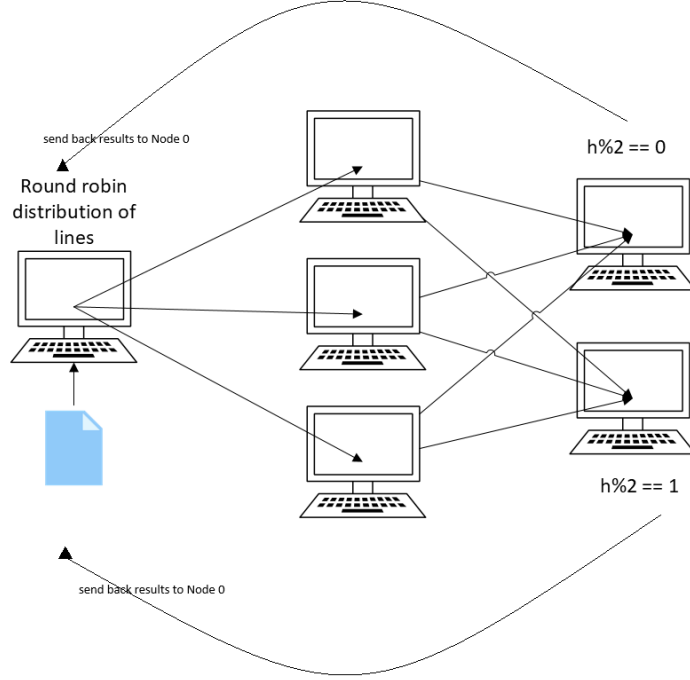 send back results to Node 0
h%2 == 0
Round robin
distribution of
lines
h%2 == 1
send back results to Node 0